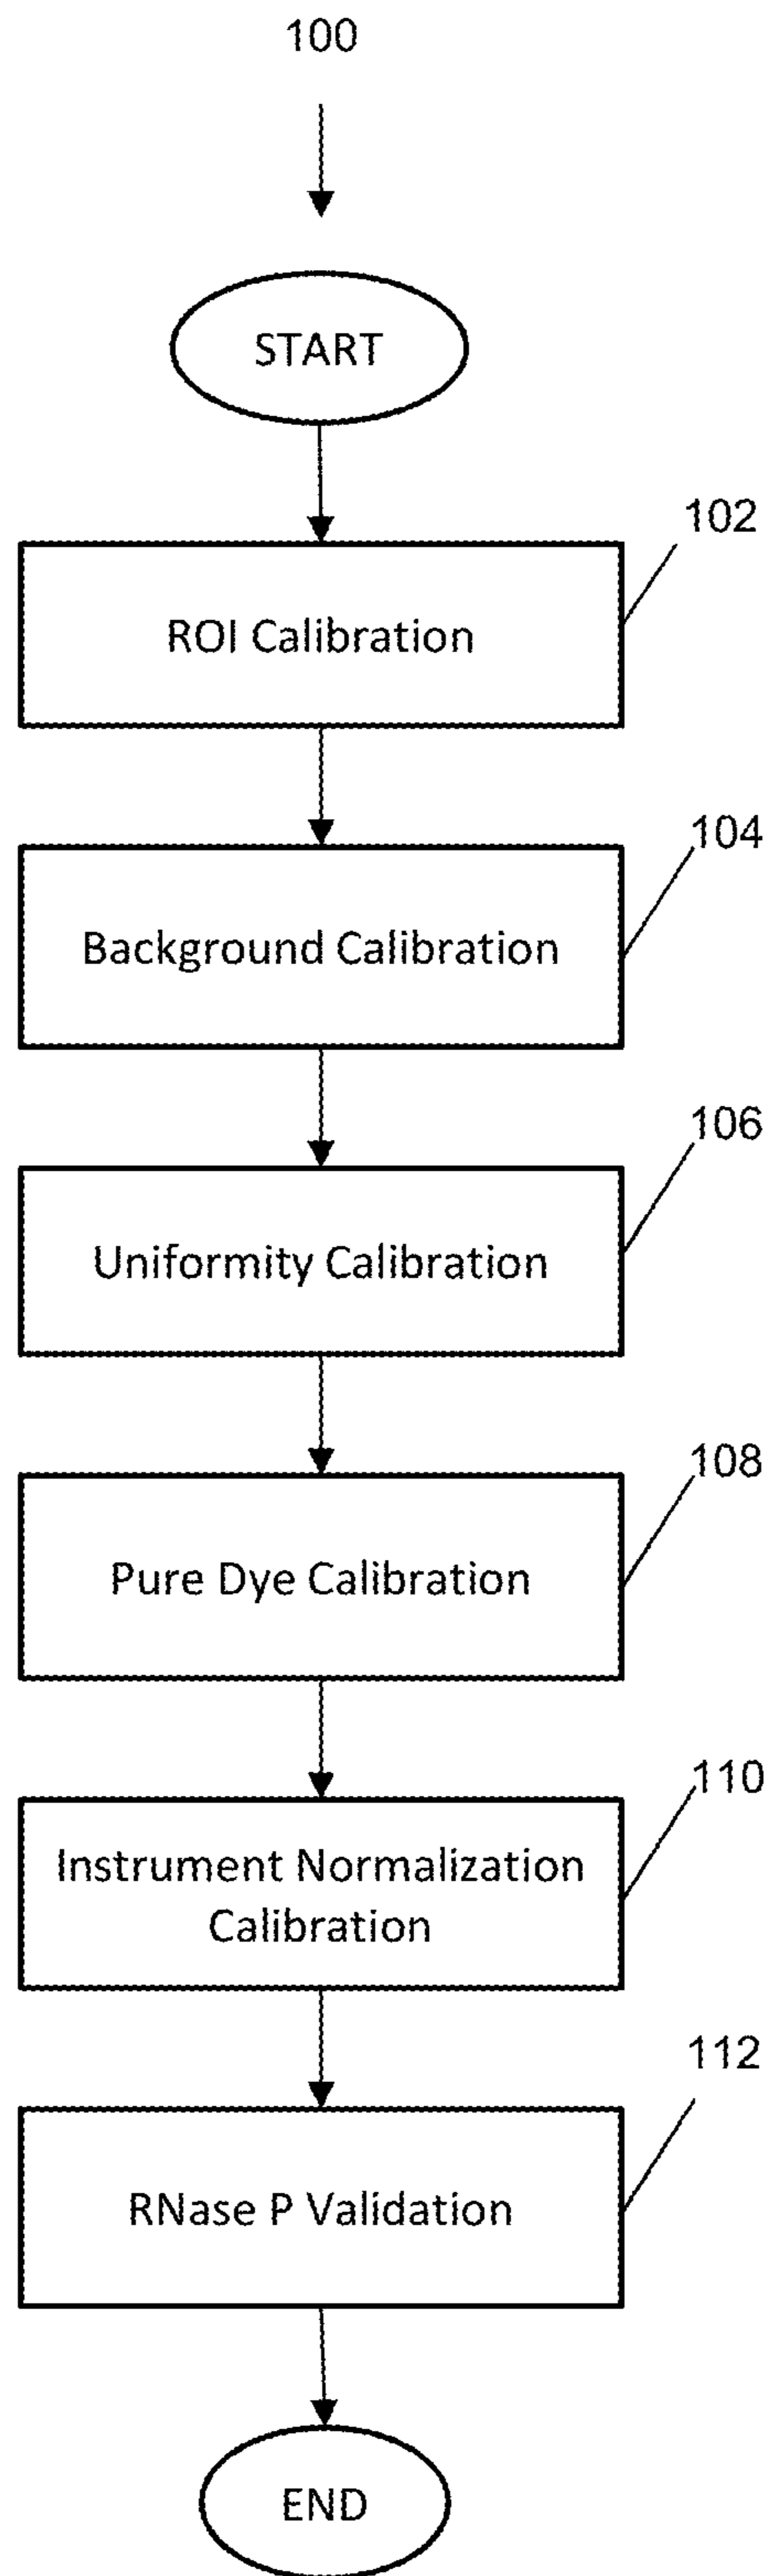 100
START
102
ROI Calibration
104
Background Calibration
106
Uniformity Calibration
108
Pure Dye Calibration
110
Instrument Normalization
Calibration
112
RNase P Validation
END